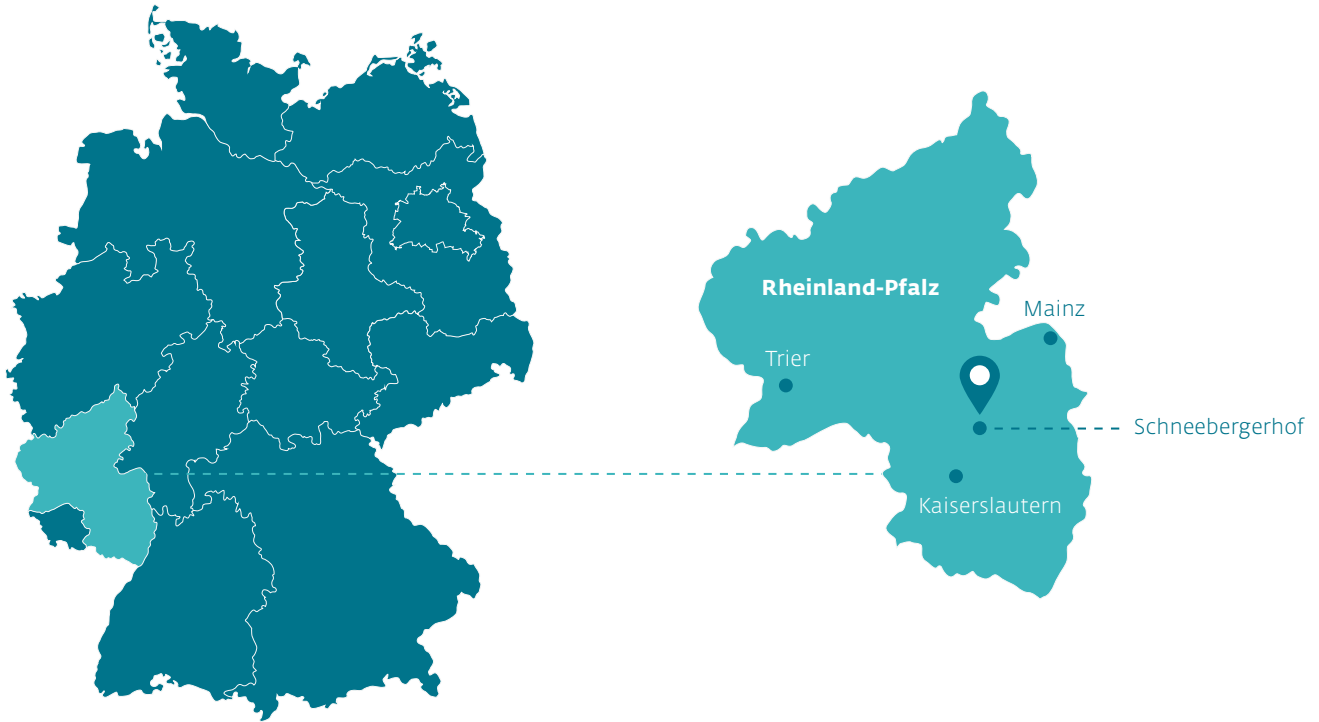 Rheinland-Pfalz
Mainz
Trier
Schneebergerhof
Kaiserslautern